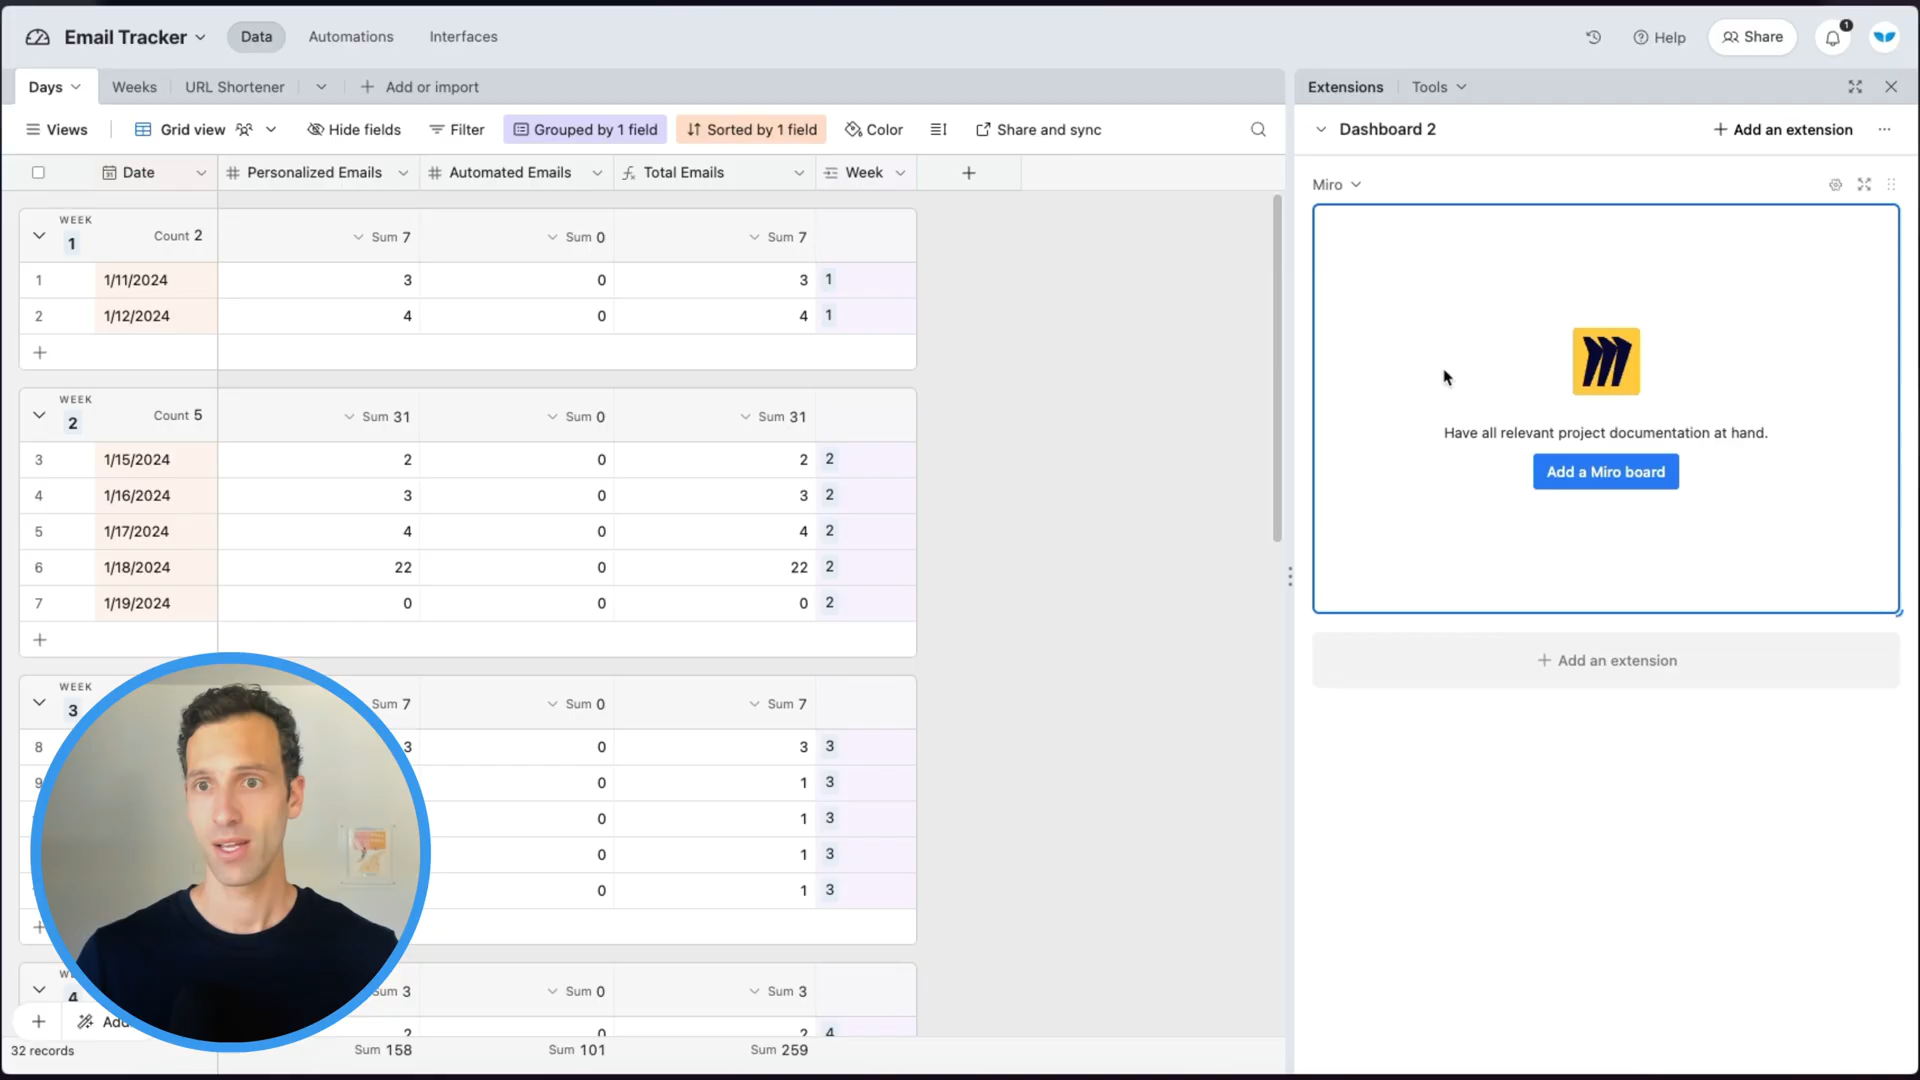 Email Tracker Data Automations Interfaces Help Share 1
Days Weeks URL Shortener Add or import Extensions Tools
Views Grid view Hide fields Filter Grouped by 1 field Sorted by 1 field Color Share and sync Dashboard 2 Add an extension
Date Personalized Emails Automated Emails Total Emails Week
Miro
WEEK
1 Count 2 Sum 7 Sum 0 Sum 7
1 1/11/2024 3 0 3 1
2 1/12/2024 4 0 4 1
WEEK
2 Count 5 Sum 31 Sum 0 Sum 31
3 1/15/2024 2 0 2 2
4 1/16/2024 3 0 3 2
5 1/17/2024 4 0 4 2
6 1/18/2024 22 0 22 2
7 1/19/2024 0 0 0 2
Have all relevant project documentation at hand.
Add a Miro board
Add an extension
WEEK
3 Sum 7 Sum 0 Sum 7
8 3 0 3 3
9 0 1 3
0 1 3
0 1 3
0 1 3
4 Sum 3 Sum 0 Sum 3
2 0 2 4
32 records Sum 158 Sum 101 Sum 259